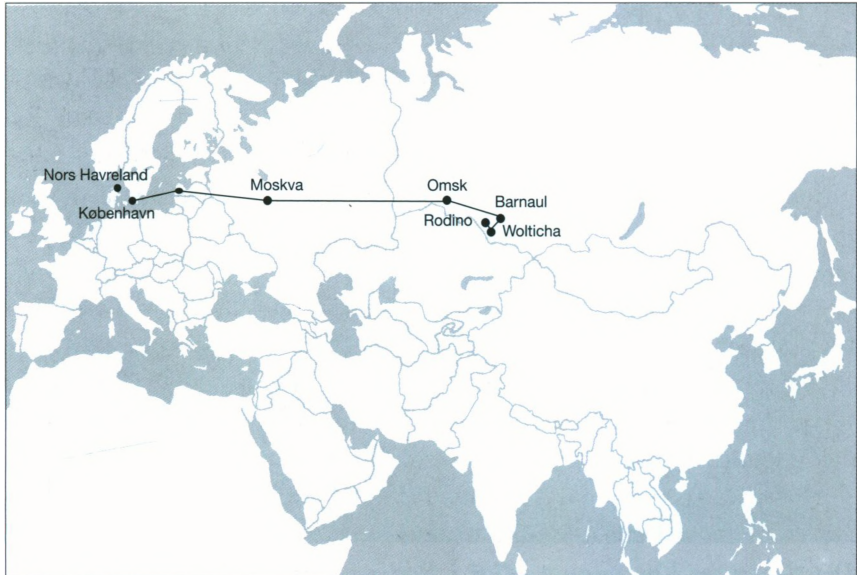 Nors Havreland
København
Moskva
Omsk
Barnaul
Rodino
Wolticha